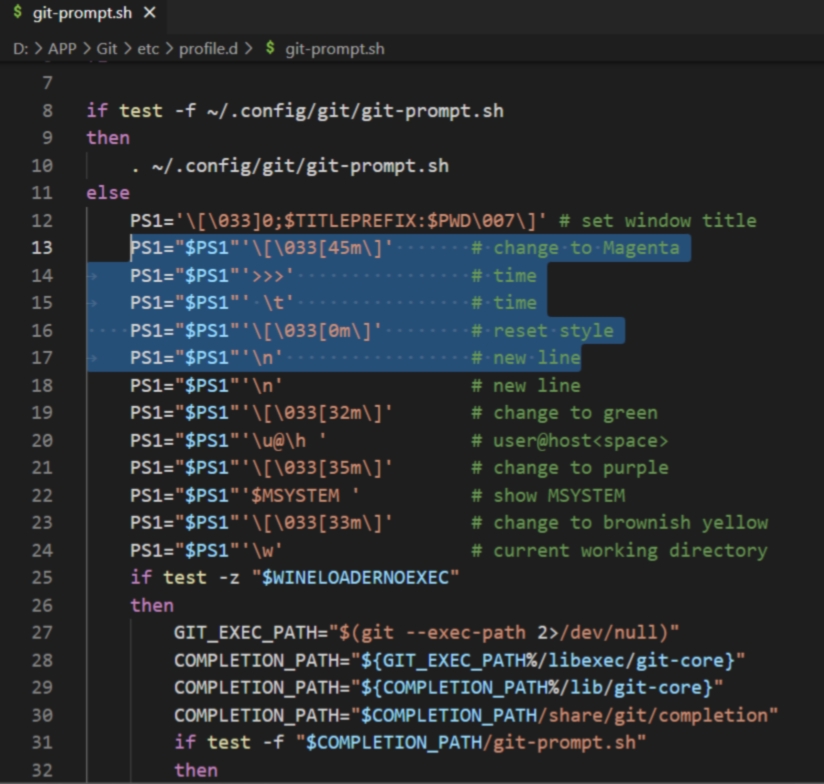 $ git-prompt.sh ×
D: > APP > Git > etc > profile.d > $ git-prompt.sh
7
8 if test -f ~/.config/git/git-prompt.sh
9 then
10 . ~/.config/git/git-prompt.sh
11 else
12 PS1='\[\033]0;$TITLEPREFIX:$PWD\007\]' # set window title
13 PS1="$PS1"'\[\033[45m\]' # change to Magenta
14 PS1="$PS1"'>>>' # time
15 PS1="$PS1"' \t' # time
16 PS1="$PS1"'\[\033[0m\]' # reset style
17 PS1="$PS1"'\n' # new line
18 PS1="$PS1"'\n' # new line
19 PS1="$PS1"'\[\033[32m\]' # change to green
20 PS1="$PS1"'\u@\h ' # user@host<space>
21 PS1="$PS1"'\[\033[35m\]' # change to purple
22 PS1="$PS1"'$MSYSTEM ' # show MSYSTEM
23 PS1="$PS1"'\[\033[33m\]' # change to brownish yellow
24 PS1="$PS1"'\w' # current working directory
25 if test -z "$WINELOADERNOEXEC"
26 then
27 GIT_EXEC_PATH="$(git --exec-path 2>/dev/null)"
28 COMPLETION_PATH="${GIT_EXEC_PATH%/libexec/git-core}"
29 COMPLETION_PATH="${COMPLETION_PATH%/lib/git-core}"
30 COMPLETION_PATH="$COMPLETION_PATH/share/git/completion"
31 if test -f "$COMPLETION_PATH/git-prompt.sh"
32 then